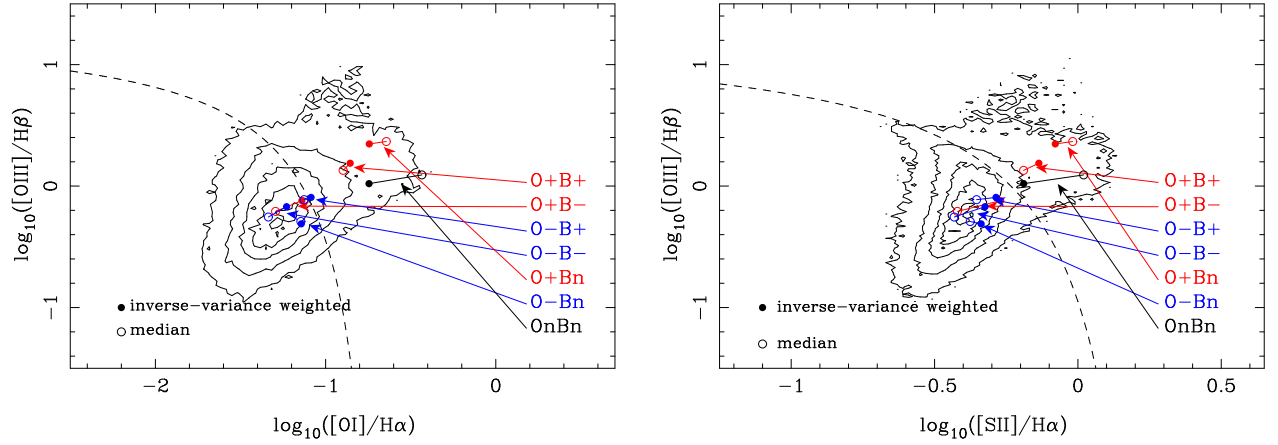 log10([OIII]/Hβ)
1
0
−1
O+B+
O+B−
O−B+
O−B−
O+Bn
O−Bn
OnBn
inverse−variance weighted
median
−2
−1
0
log10([OI]/Hα)
log10([OIII]/Hβ)
1
0
−1
O+B+
O+B−
O−B+
O−B−
O+Bn
O−Bn
OnBn
inverse−variance weighted
median
−1
−0.5
0
0.5
log10([SII]/Hα)